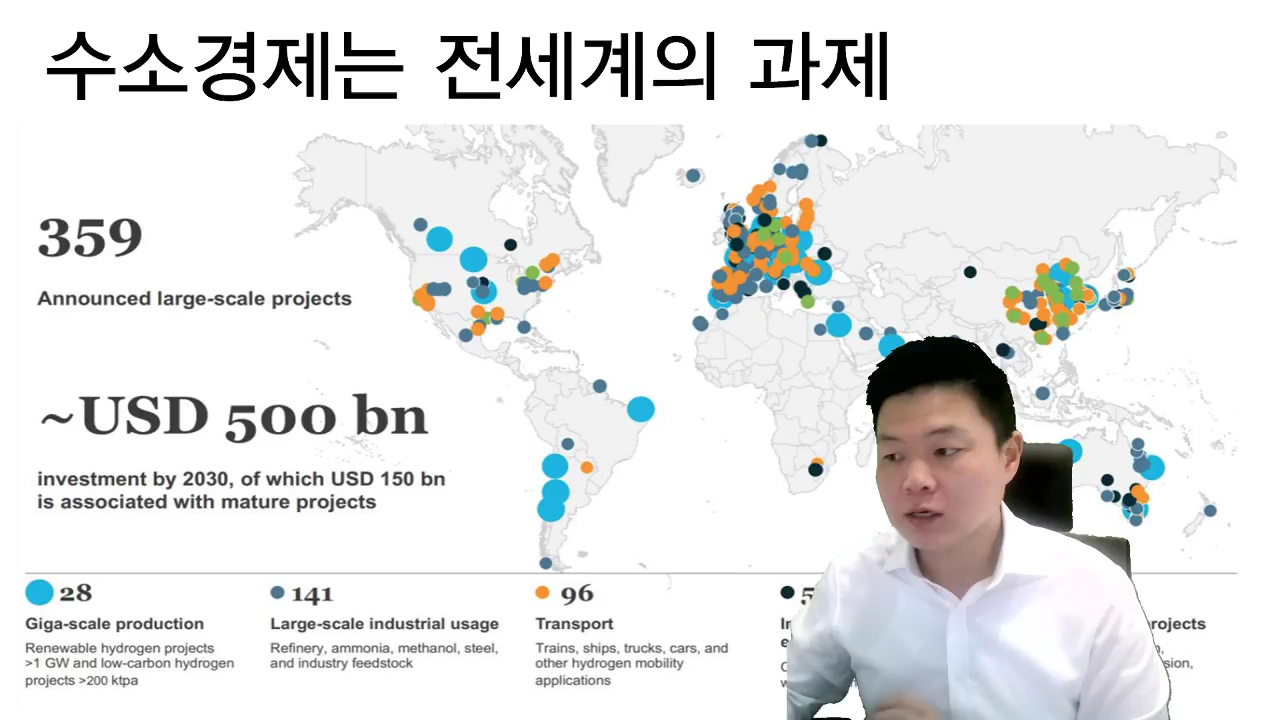 수소경제는 전세계의 과제
359
Announced large-scale projects
~USD 500 bn
investment by 2030, of which USD 150 bn
is associated with mature projects
28
Giga-scale production
Renewable hydrogen projects
>1 GW and low-carbon hydrogen
projects >200 ktpa
141
Large-scale industrial usage
Refinery, ammonia, methanol, steel,
and industry feedstock
96
Transport
Trains, ships, trucks, cars, and
other hydrogen mobility
applications